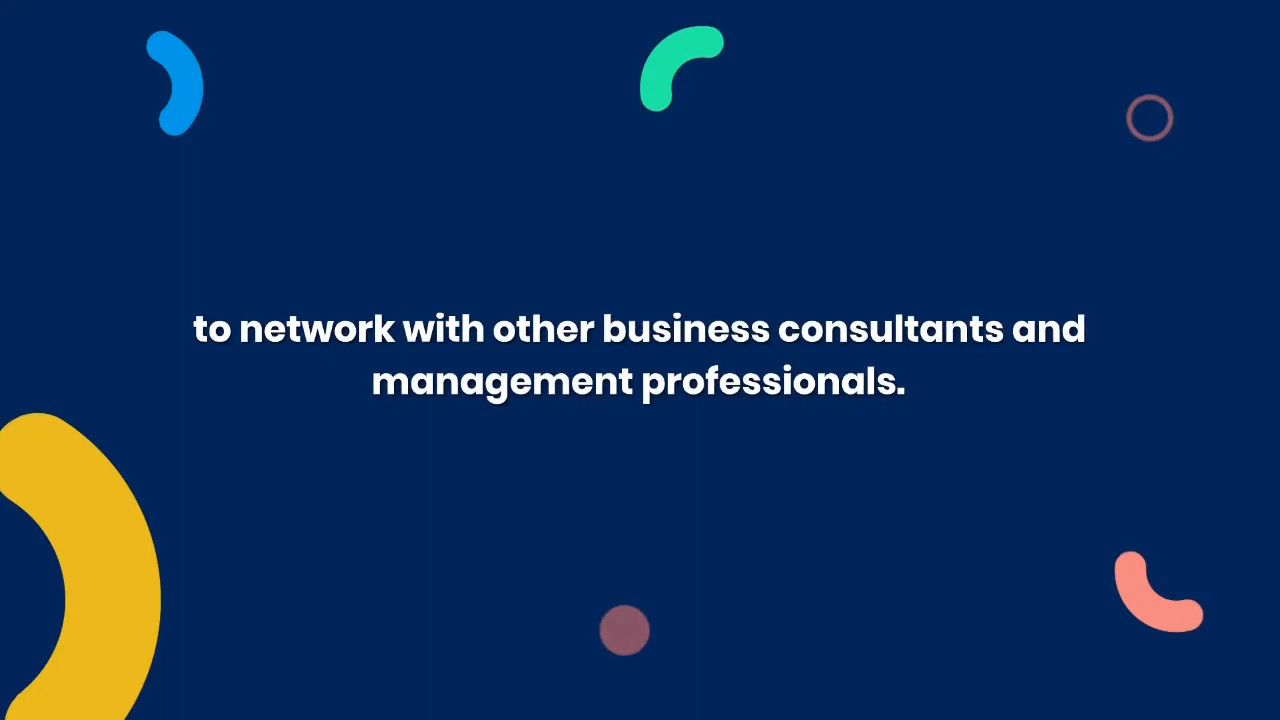 to network with other business consultants and
management professionals.